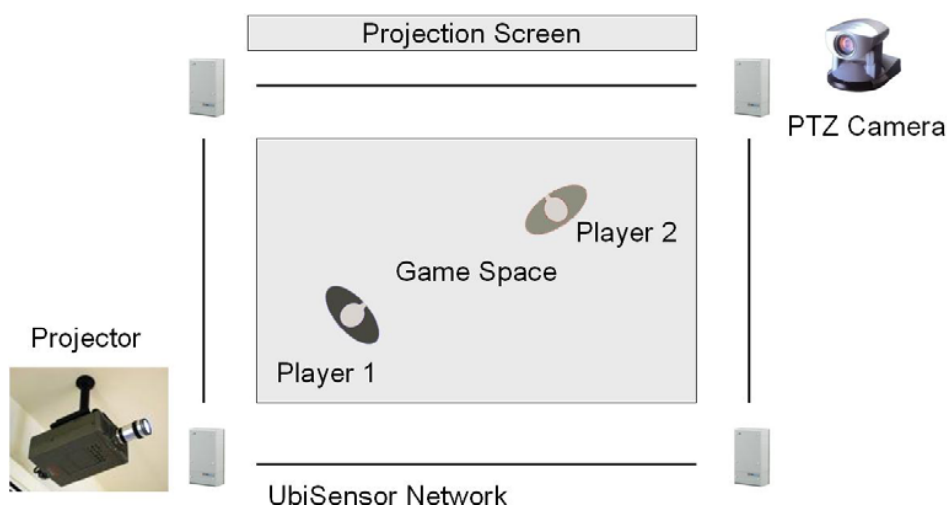 Projection Screen
PTZ Camera
Player 2
Game Space
Projector
Player 1
UbiSensor Network